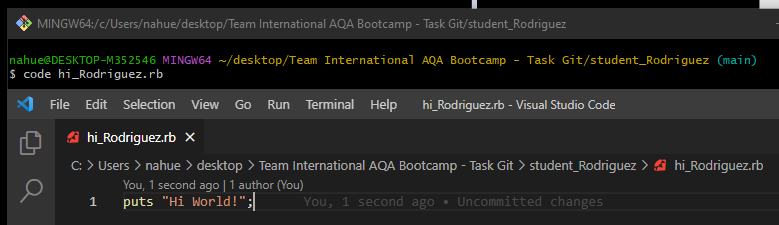 MINGW64:/c/Users/nahue/desktop/Team International AQA Bootcamp - Task Git/student_Rodriguez
nahue@DESKTOP-M352546 MINGW64 ~/desktop/Team International AQA Bootcamp - Task Git/student_Rodriguez (main)
$ code hi_Rodriguez.rb
File Edit Selection View Go Run Terminal Help hi_Rodriguez.rb - Visual Studio Code
hi_Rodriguez.rb
C: > Users > nahue > desktop > Team International AQA Bootcamp - Task Git > student_Rodriguez > hi_Rodriguez.rb
You, 1 second ago | 1 author (You)
1 puts "Hi World!"; You, 1 second ago • Uncommitted changes